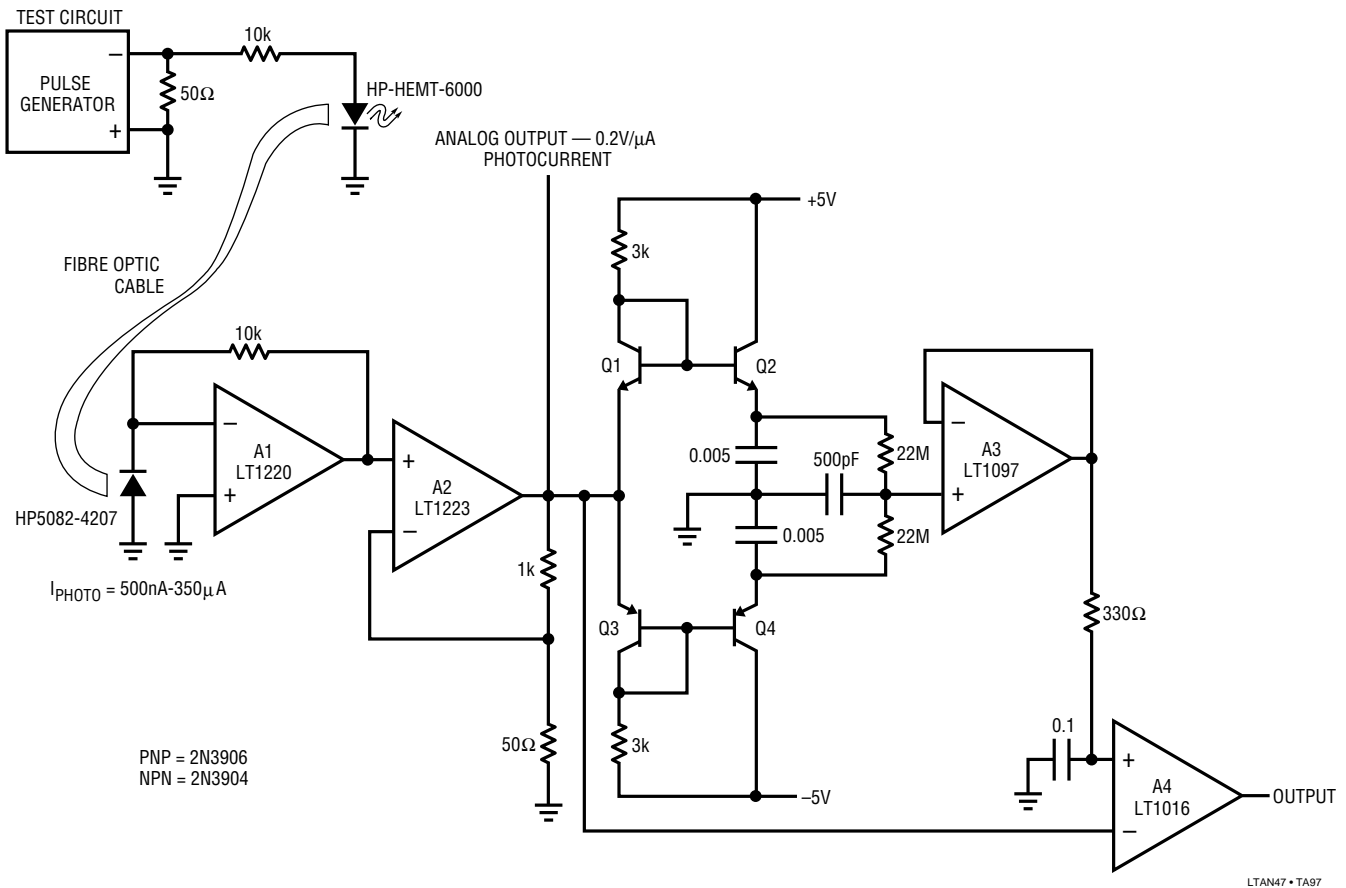 TEST CIRCUIT
PULSE
GENERATOR
−
+
50Ω
10k
HP-HEMT-6000
FIBRE OPTIC
CABLE
ANALOG OUTPUT — 0.2V/µA
PHOTOCURRENT
10k
−
+
A1
LT1220
HP5082-4207
IPHOTO = 500nA-350µA
+
−
A2
LT1223
1k
50Ω
PNP = 2N3906
NPN = 2N3904
+5V
3k
Q1
Q2
0.005
500pF
22M
0.005
22M
Q3
Q4
3k
–5V
−
+
A3
LT1097
330Ω
0.1
+
−
A4
LT1016
OUTPUT
LTAN47 • TA97